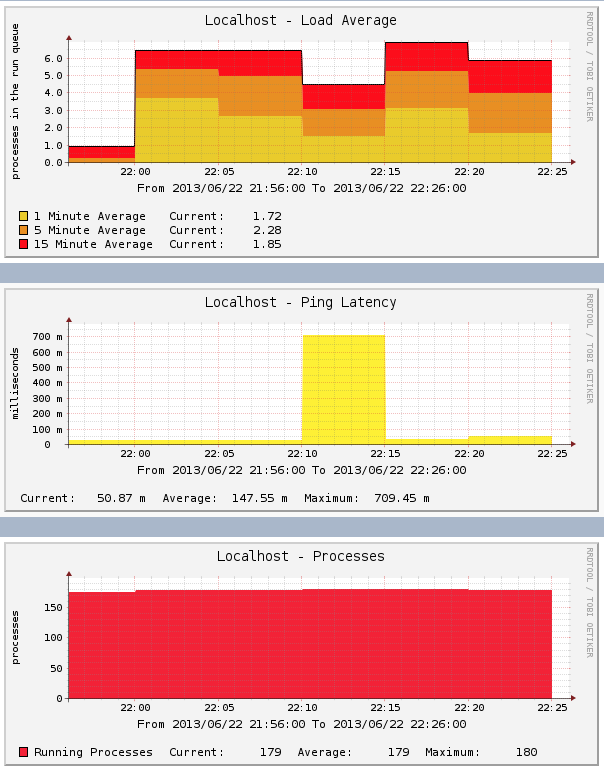 Localhost - Load Average
RRDTOOL / TOBI OETIKER
processes in the run queue
6.0
5.0
4.0
3.0
2.0
1.0
0.0
22:00 22:05 22:10 22:15 22:20 22:25
From 2013/06/22 21:56:00 To 2013/06/22 22:26:00
1 Minute Average Current: 1.72
5 Minute Average Current: 2.28
15 Minute Average Current: 1.85
Localhost - Ping Latency
RRDTOOL / TOBI OETIKER
milliseconds
700 m
600 m
500 m
400 m
300 m
200 m
100 m
0
22:00 22:05 22:10 22:15 22:20 22:25
From 2013/06/22 21:56:00 To 2013/06/22 22:26:00
Current: 50.87 m Average: 147.55 m Maximum: 709.45 m
Localhost - Processes
RRDTOOL / TOBI OETIKER
processes
150
100
50
0
22:00 22:05 22:10 22:15 22:20 22:25
From 2013/06/22 21:56:00 To 2013/06/22 22:26:00
Running Processes Current: 179 Average: 179 Maximum: 180